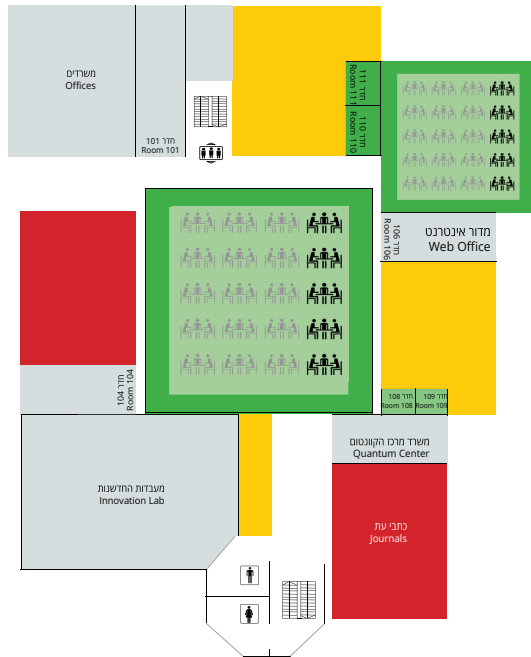 משרדים
Offices
חדר 101
Room 101
חדר 111
Room 111
חדר 110
Room 110
חדר 106
Room 106
מדור אינטרנט
Web Office
חדר 104
Room 104
חדר 108
Room 108
חדר 109
Room 109
משרד מרכז הקוונטום
Quantum Center
מעבדות החדשנות
Innovation Lab
כתבי עת
Journals